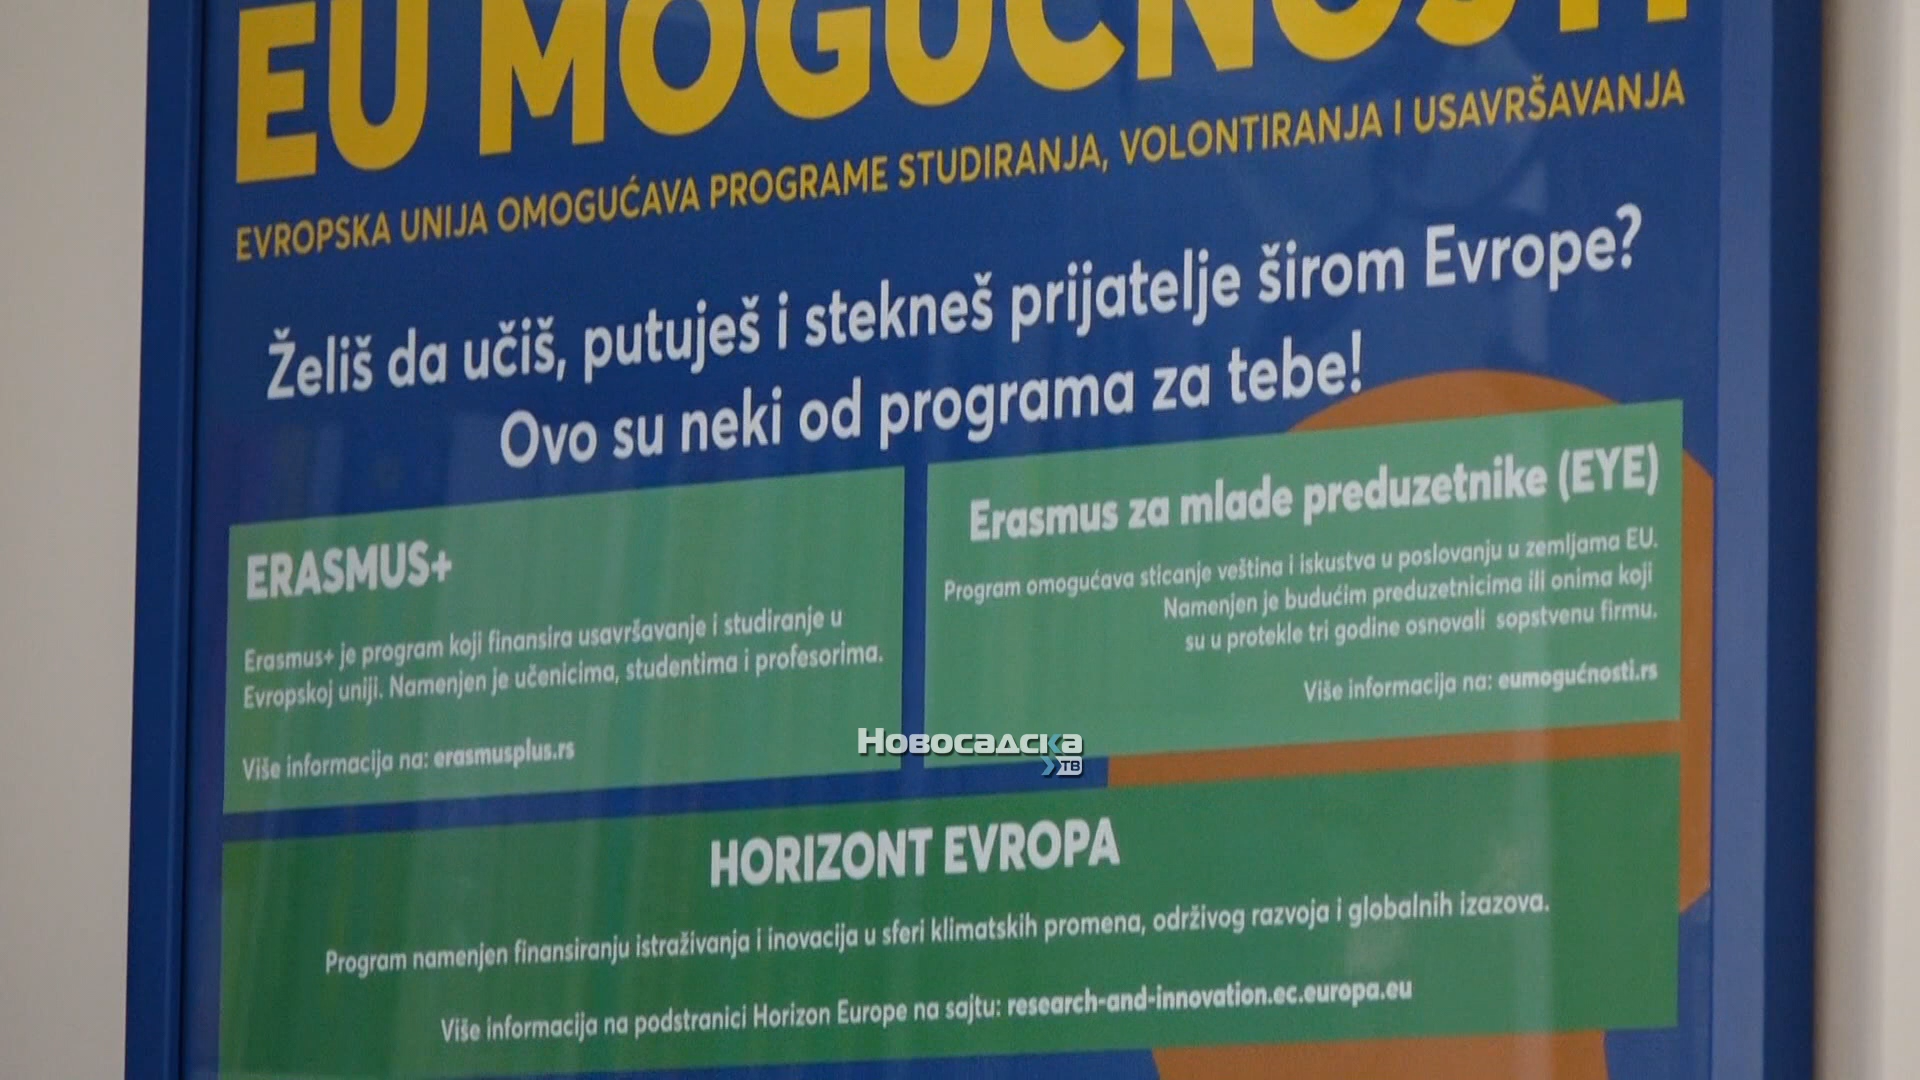 EU MOGUĆNOSTI
EVROPSKA UNIJA OMOGUĆAVA PROGRAME STUDIRANJA, VOLONTIRANJA I USAVRŠAVANJA
Želiš da učiš, putuješ i stekneš prijatelje širom Evrope?
Ovo su neki od programa za tebe!
ERASMUS+
Erasmus+ je program koji finansira usavršavanje i studiranje u
Evropskoj uniji. Namenjen je učenicima, studentima i profesorima.
Više informacija na: erasmusplus.rs
Erasmus za mlade preduzetnike (EYE)
Program omogućava sticanje veština i iskustva u poslovanju u zemljama EU.
Namenjen je budućim preduzetnicima ili onima koji
su u protekle tri godine osnovali sopstvenu firmu.
Više informacija na: eumogućnosti.rs
Новосадска
ТВ
HORIZONT EVROPA
Program namenjen finansiranju istraživanja i inovacija u sferi klimatskih promena, održivog razvoja i globalnih izazova.
Više informacija na podstranici Horizon Europe na sajtu: research-and-innovation.ec.europa.eu